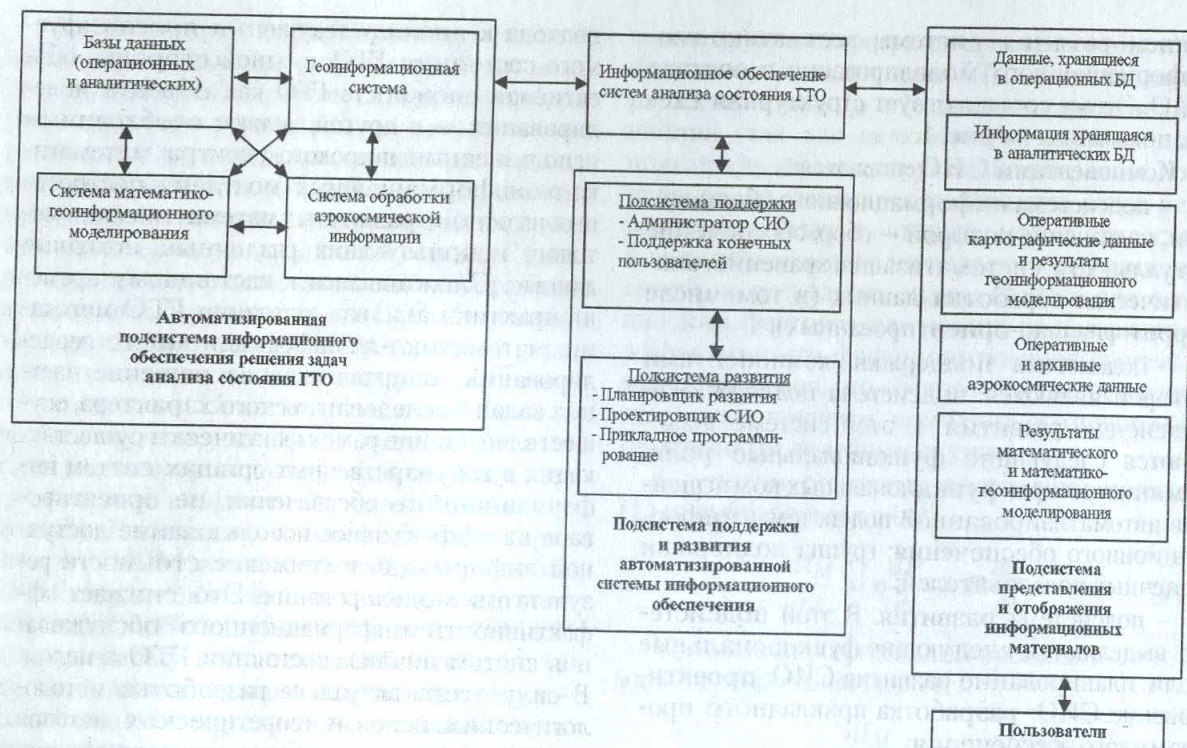 Базы данных
(операционных
и аналитических)
Геоинформационная
система
Система математико-
геоинформационного
моделирования
Система обработки
аэрокосмической
информации
Автоматизированная
подсистема информационного
обеспечения решения задач
анализа состояния ГТО
Информационное обеспечение
систем анализа состояния ГТО
Подсистема поддержки
- Администратор СИО
- Поддержка конечных
пользователей
Подсистема развития
- Планировщик развития
- Проектировщик СИО
- Прикладное программи-
рование
Подсистема поддержки
и развития
автоматизированной
системы информационного
обеспечения
Данные, хранящиеся
в операционных БД
Информация хранящаяся
в аналитических БД
Общие
картографические данные
и результаты
геоинформационного
моделирования
Оперативные
и архивные
аэрокосмические данные
Результаты
математического
и математико-
геоинформационного
моделирования
Подсистема
представления
и отображения
информационных
материалов
Пользователи